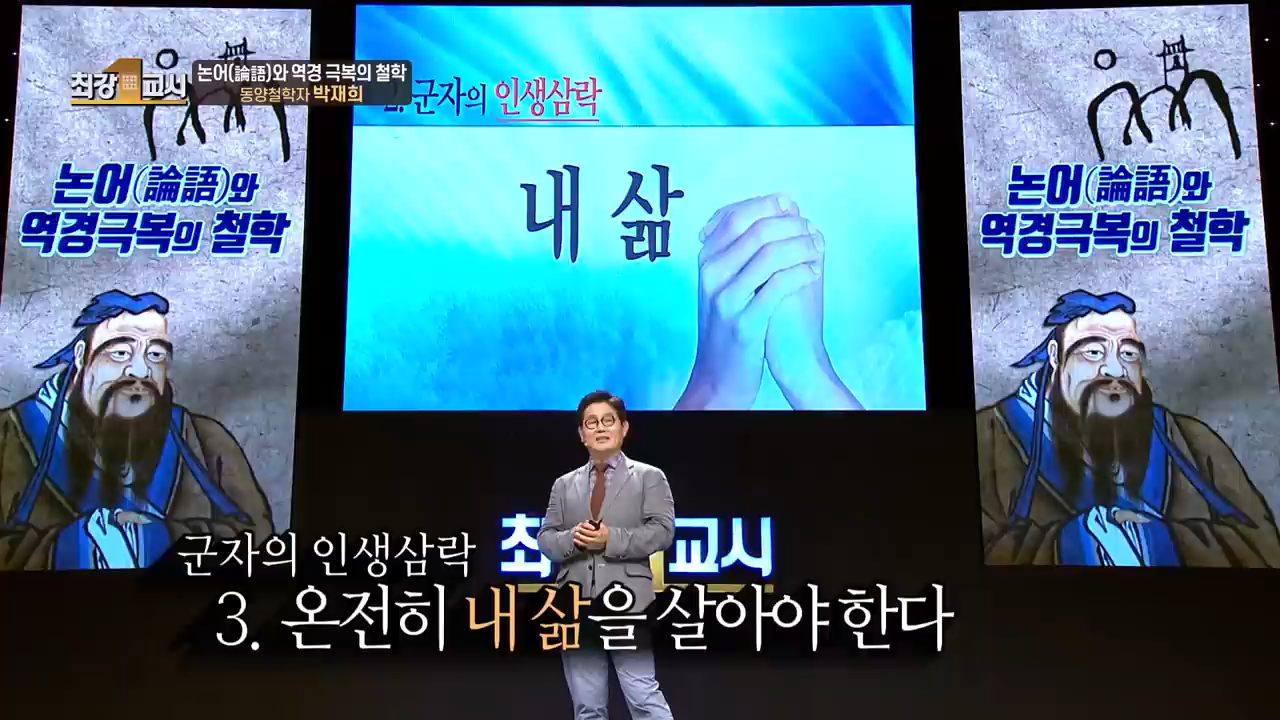 최강1교시
논어(論語)와 역경 극복의 철학
동양철학자 박재희
2. 군자의 인생삼락
내 삶
논어(論語)와
역경극복의 철학
논어(論語)와
역경극복의 철학
최 교시
군자의 인생삼락
3. 온전히 내 삶을 살아야 한다